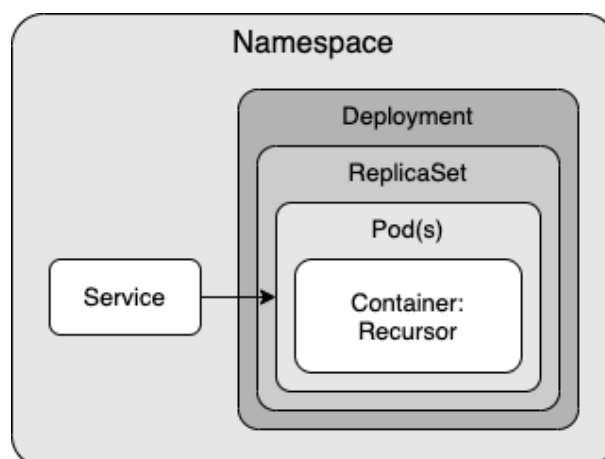 Namespace
Deployment
ReplicaSet
Pod(s)
Service
Container:
Recursor